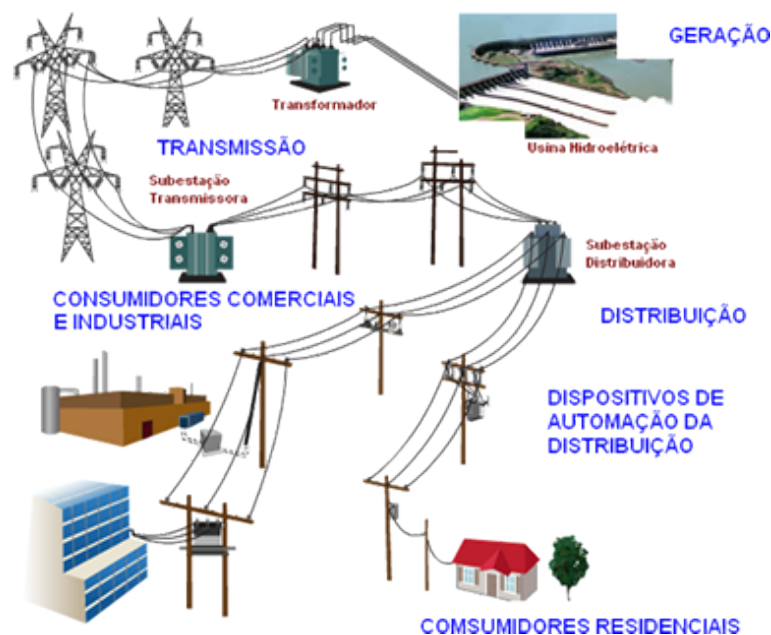 GERAÇÃO
Transformador
Usina Hidroelétrica
TRANSMISSÃO
Subestação
Transmissora
Subestação
Distribuidora
CONSUMIDORES COMERCIAIS
E INDUSTRIAIS
DISTRIBUIÇÃO
DISPOSITIVOS DE
AUTOMAÇÃO DA
DISTRIBUIÇÃO
COMSUMIDORES RESIDENCIAIS